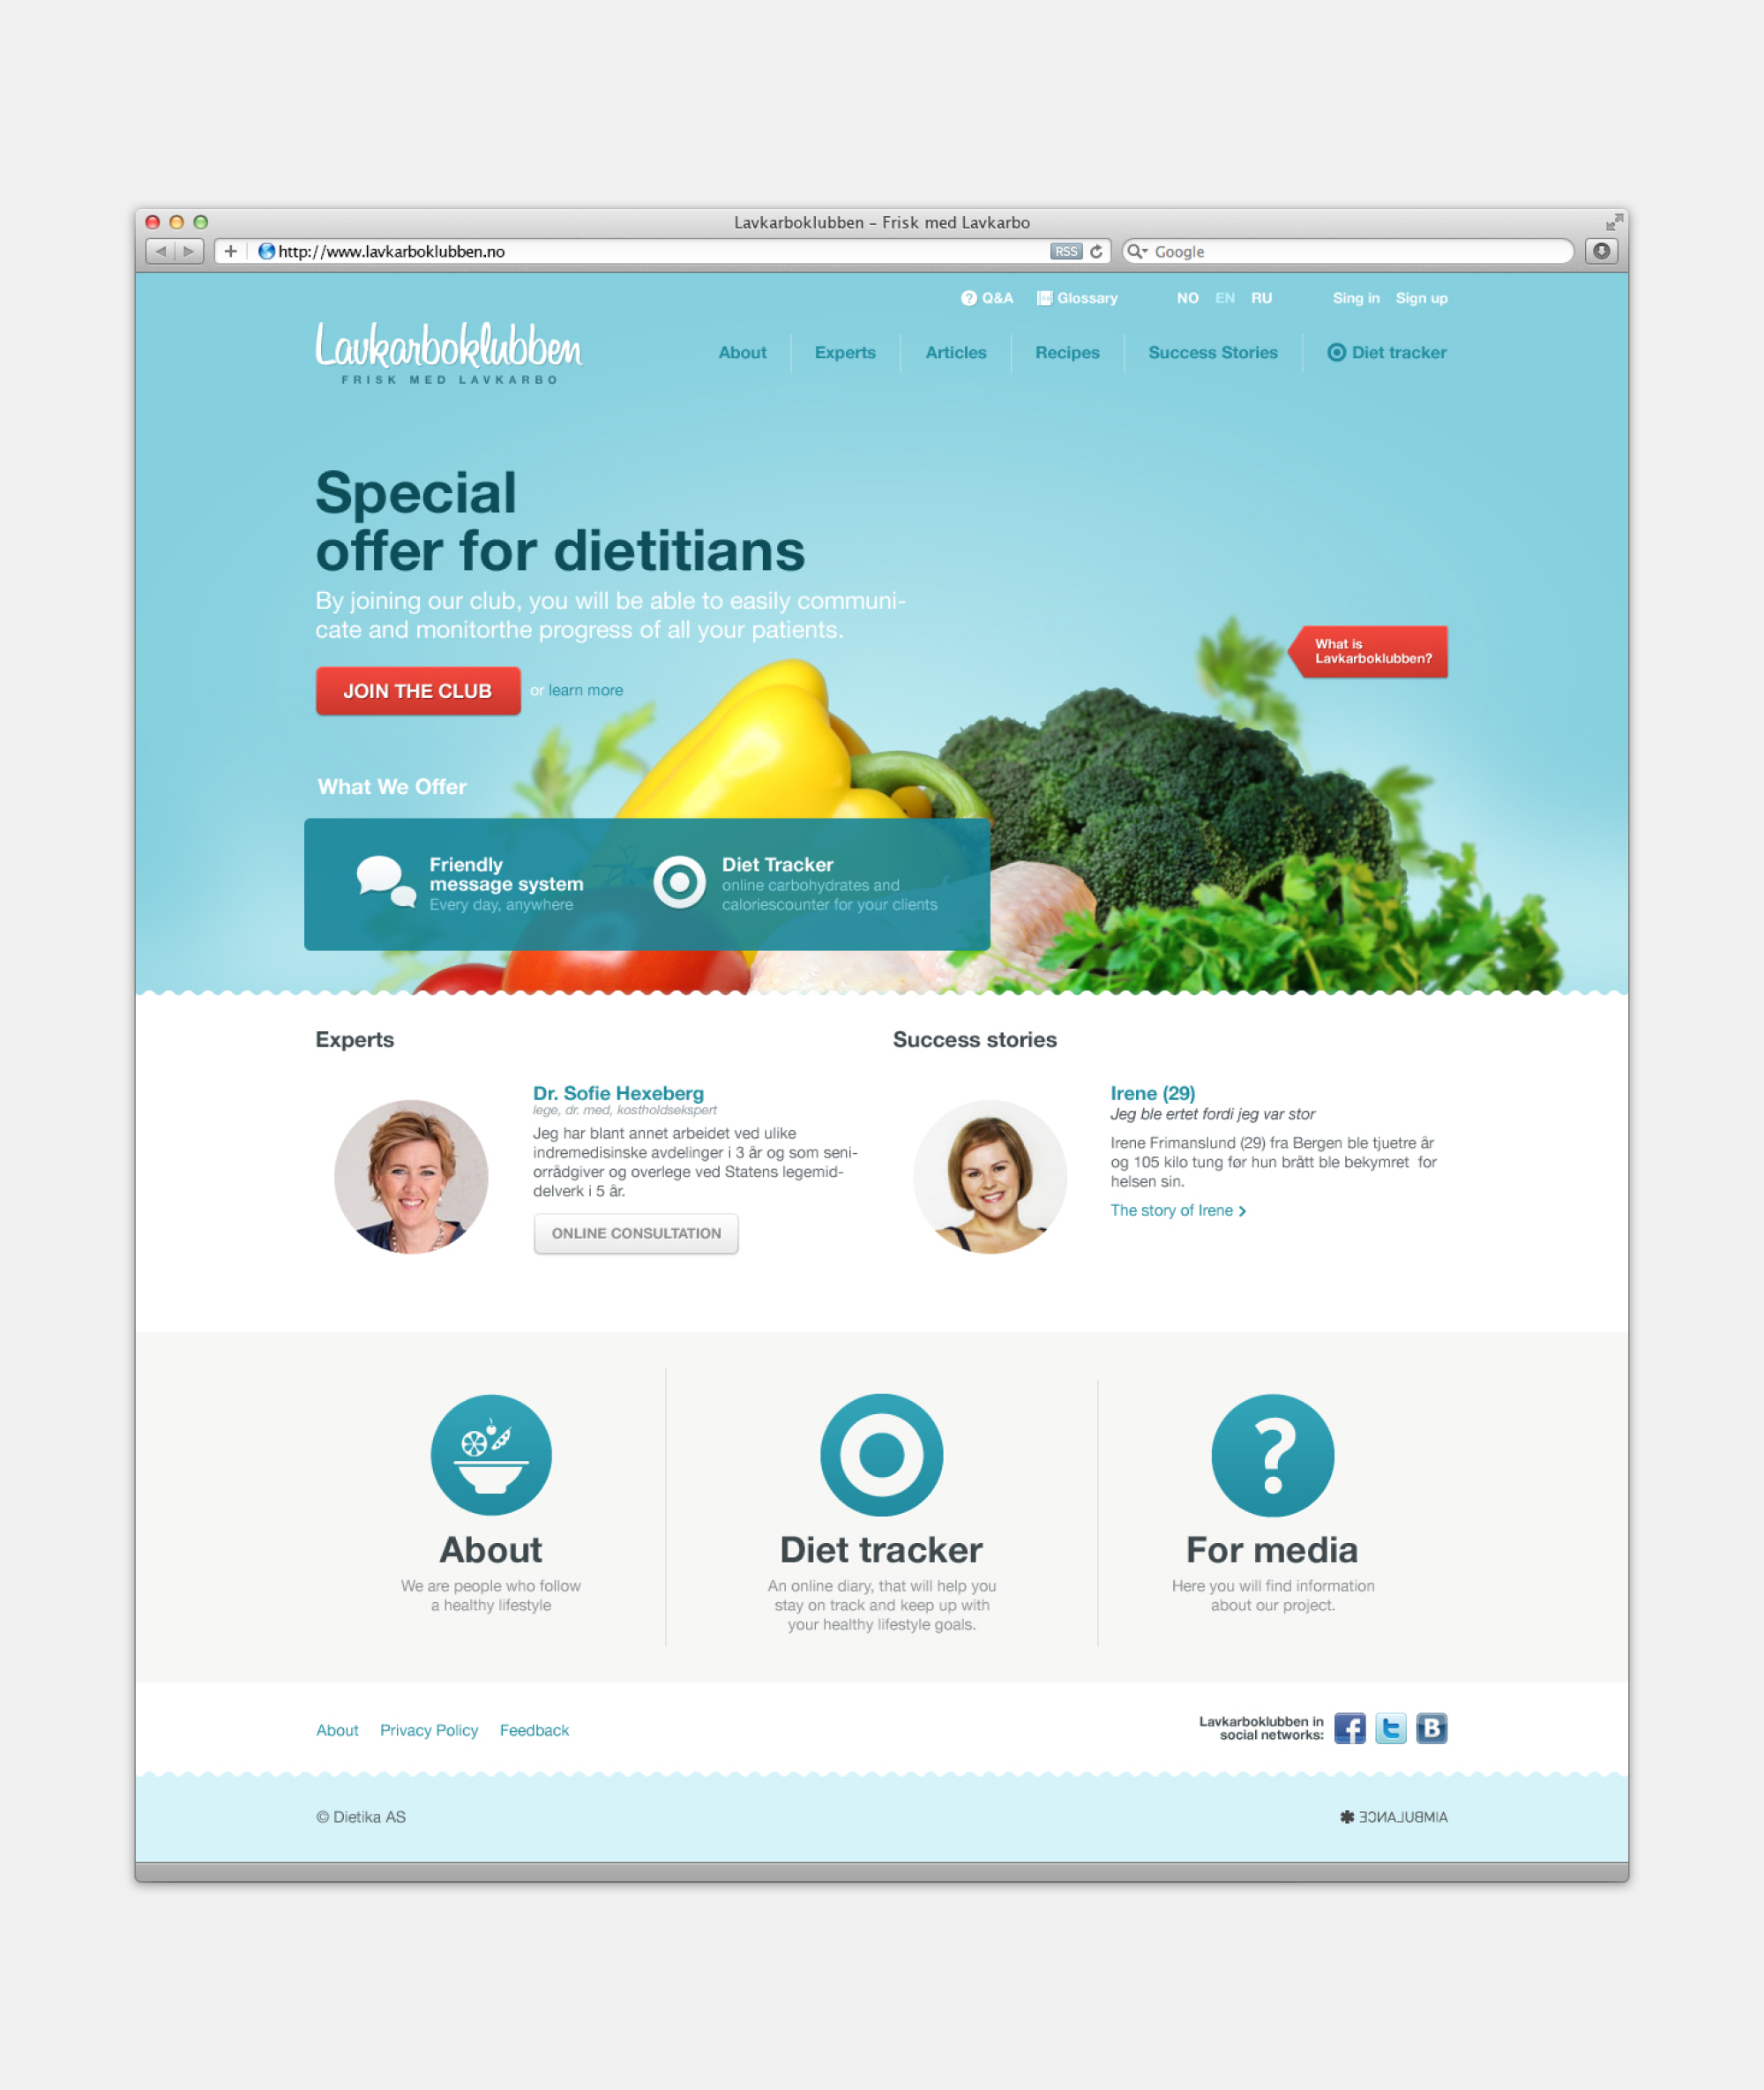 Lavkarboklubben – Frisk med Lavkarbo
http://www.lavkarboklubben.no
RSS
Google
Q&A
Glossary
NO EN RU
Sing in Sign up
Lavkarboklubben
FRISK MED LAVKARBO
About
Experts
Articles
Recipes
Success Stories
Diet tracker
Special
offer for dietitians
By joining our club, you will be able to easily communi-
cate and monitorthe progress of all your patients.
What is
Lavkarboklubben?
JOIN THE CLUB
or learn more
What We Offer
Friendly
message system
Every day, anywhere
Diet Tracker
online carbohydrates and
caloriescounter for your clients
Experts
Dr. Sofie Hexeberg
lege, dr. med, kostholdsekspert
Jeg har blant annet arbeidet ved ulike
indremedisinske avdelinger i 3 år og som seni-
orrådgiver og overlege ved Statens legemid-
delverk i 5 år.
ONLINE CONSULTATION
Success stories
Irene (29)
Jeg ble ertet fordi jeg var stor
Irene Frimanslund (29) fra Bergen ble tjuetre år
og 105 kilo tung før hun brått ble bekymret for
helsen sin.
The story of Irene
About
We are people who follow
a healthy lifestyle
Diet tracker
An online diary, that will help you
stay on track and keep up with
your healthy lifestyle goals.
For media
Here you will find information
about our project.
About
Privacy Policy
Feedback
Lavkarboklubben in
social networks:
f
t
B
© Dietika AS
AIMBULANCE